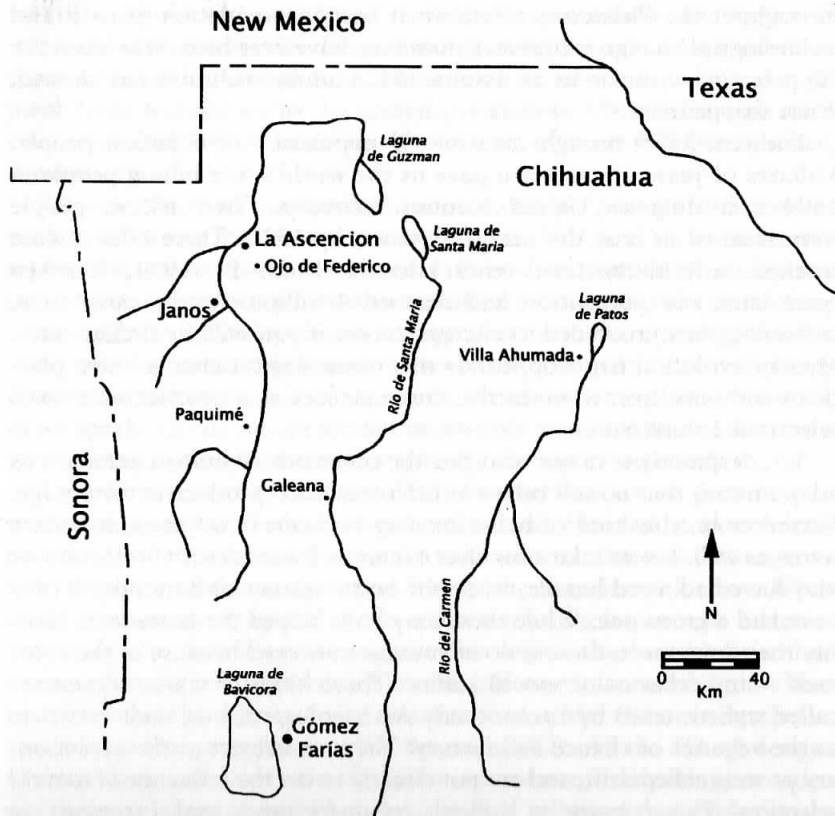 New Mexico
Texas
Laguna
de Guzman
Chihuahua
Laguna de
Santa Maria
La Ascencion
Ojo de Federico
Janos
Laguna
de Patos
Rio de Santa Maria
Villa Ahumada
Paquimé
Galeana
Sonora
N
Rio del Carmen
0 40
Km
Laguna de
Bavicora
Gómez
Farías